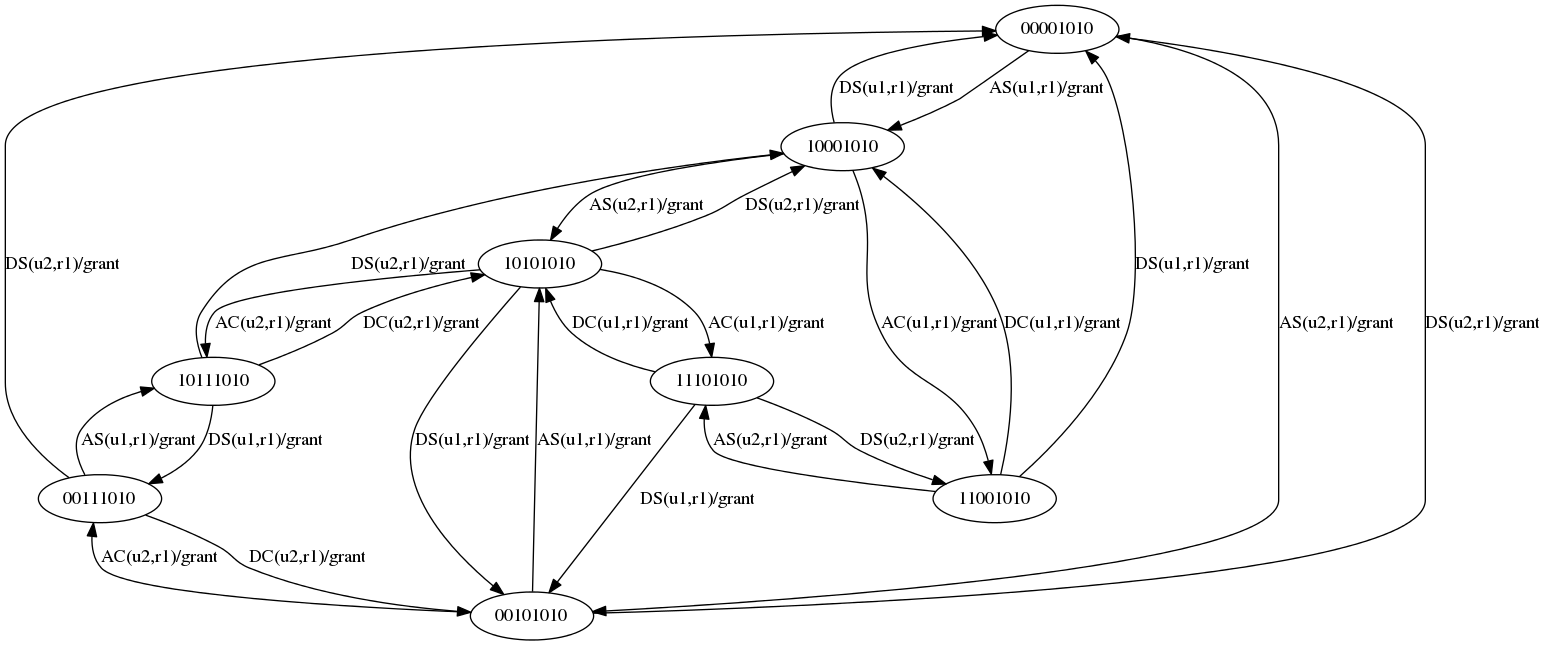 00001010
DS(u1,r1)/grant AS(u1,r1)/grant
10001010
AS(u2,r1)/grant DS(u2,r1)/grant
DS(u2,r1)/grant DS(u2,r1)/grant 10101010 DS(u1,r1)/grant
AC(u2,r1)/grant DC(u2,r1)/grant DC(u1,r1)/grant AC(u1,r1)/grant AC(u1,r1)/grant DC(u1,r1)/grant AS(u2,r1)/grant DS(u2,r1)/grant
10111010 11101010
AS(u1,r1)/grant DS(u1,r1)/grant DS(u1,r1)/grant AS(u1,r1)/grant AS(u2,r1)/grant DS(u2,r1)/grant
00111010 DS(u1,r1)/grant 11001010
AC(u2,r1)/grant DC(u2,r1)/grant
00101010